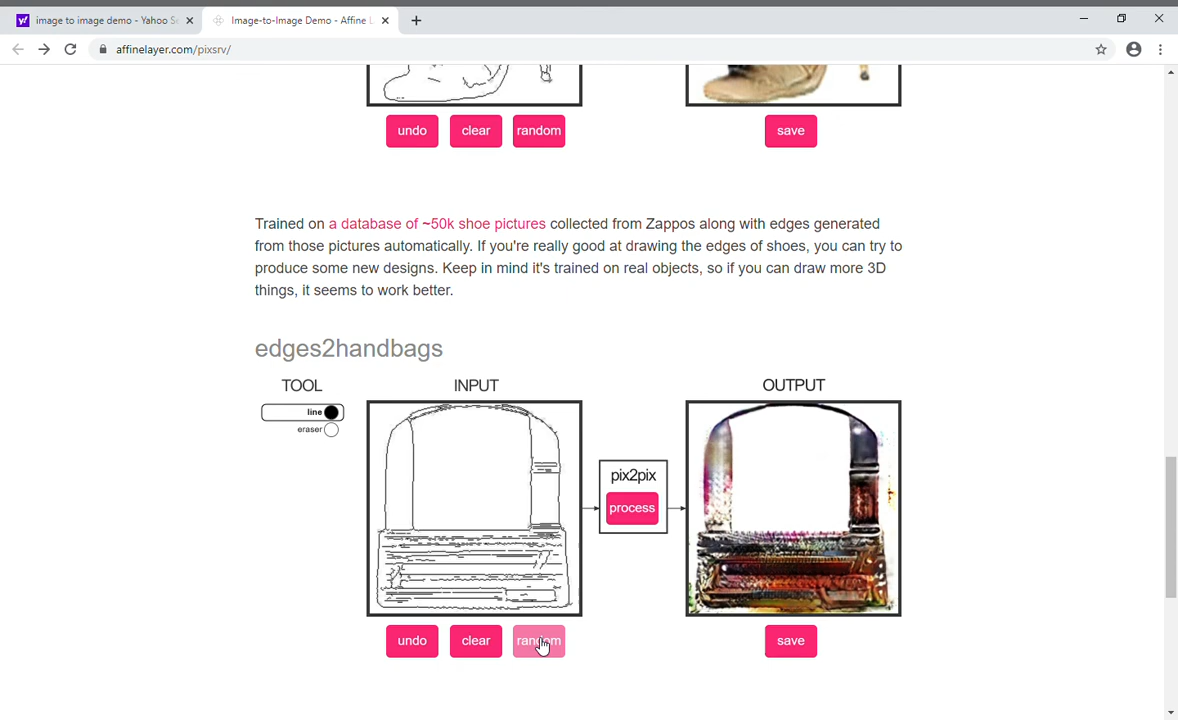 image to image demo - Yahoo S
Image-to-Image Demo - Affine L
affinelayer.com/pixsrv/
undo
clear
random
save
Trained on a database of ~50k shoe pictures collected from Zappos along with edges generated
from those pictures automatically. If you're really good at drawing the edges of shoes, you can try to
produce some new designs. Keep in mind it's trained on real objects, so if you can draw more 3D
things, it seems to work better.
edges2handbags
TOOL
INPUT
OUTPUT
line
eraser
pix2pix
process
undo
clear
random
save